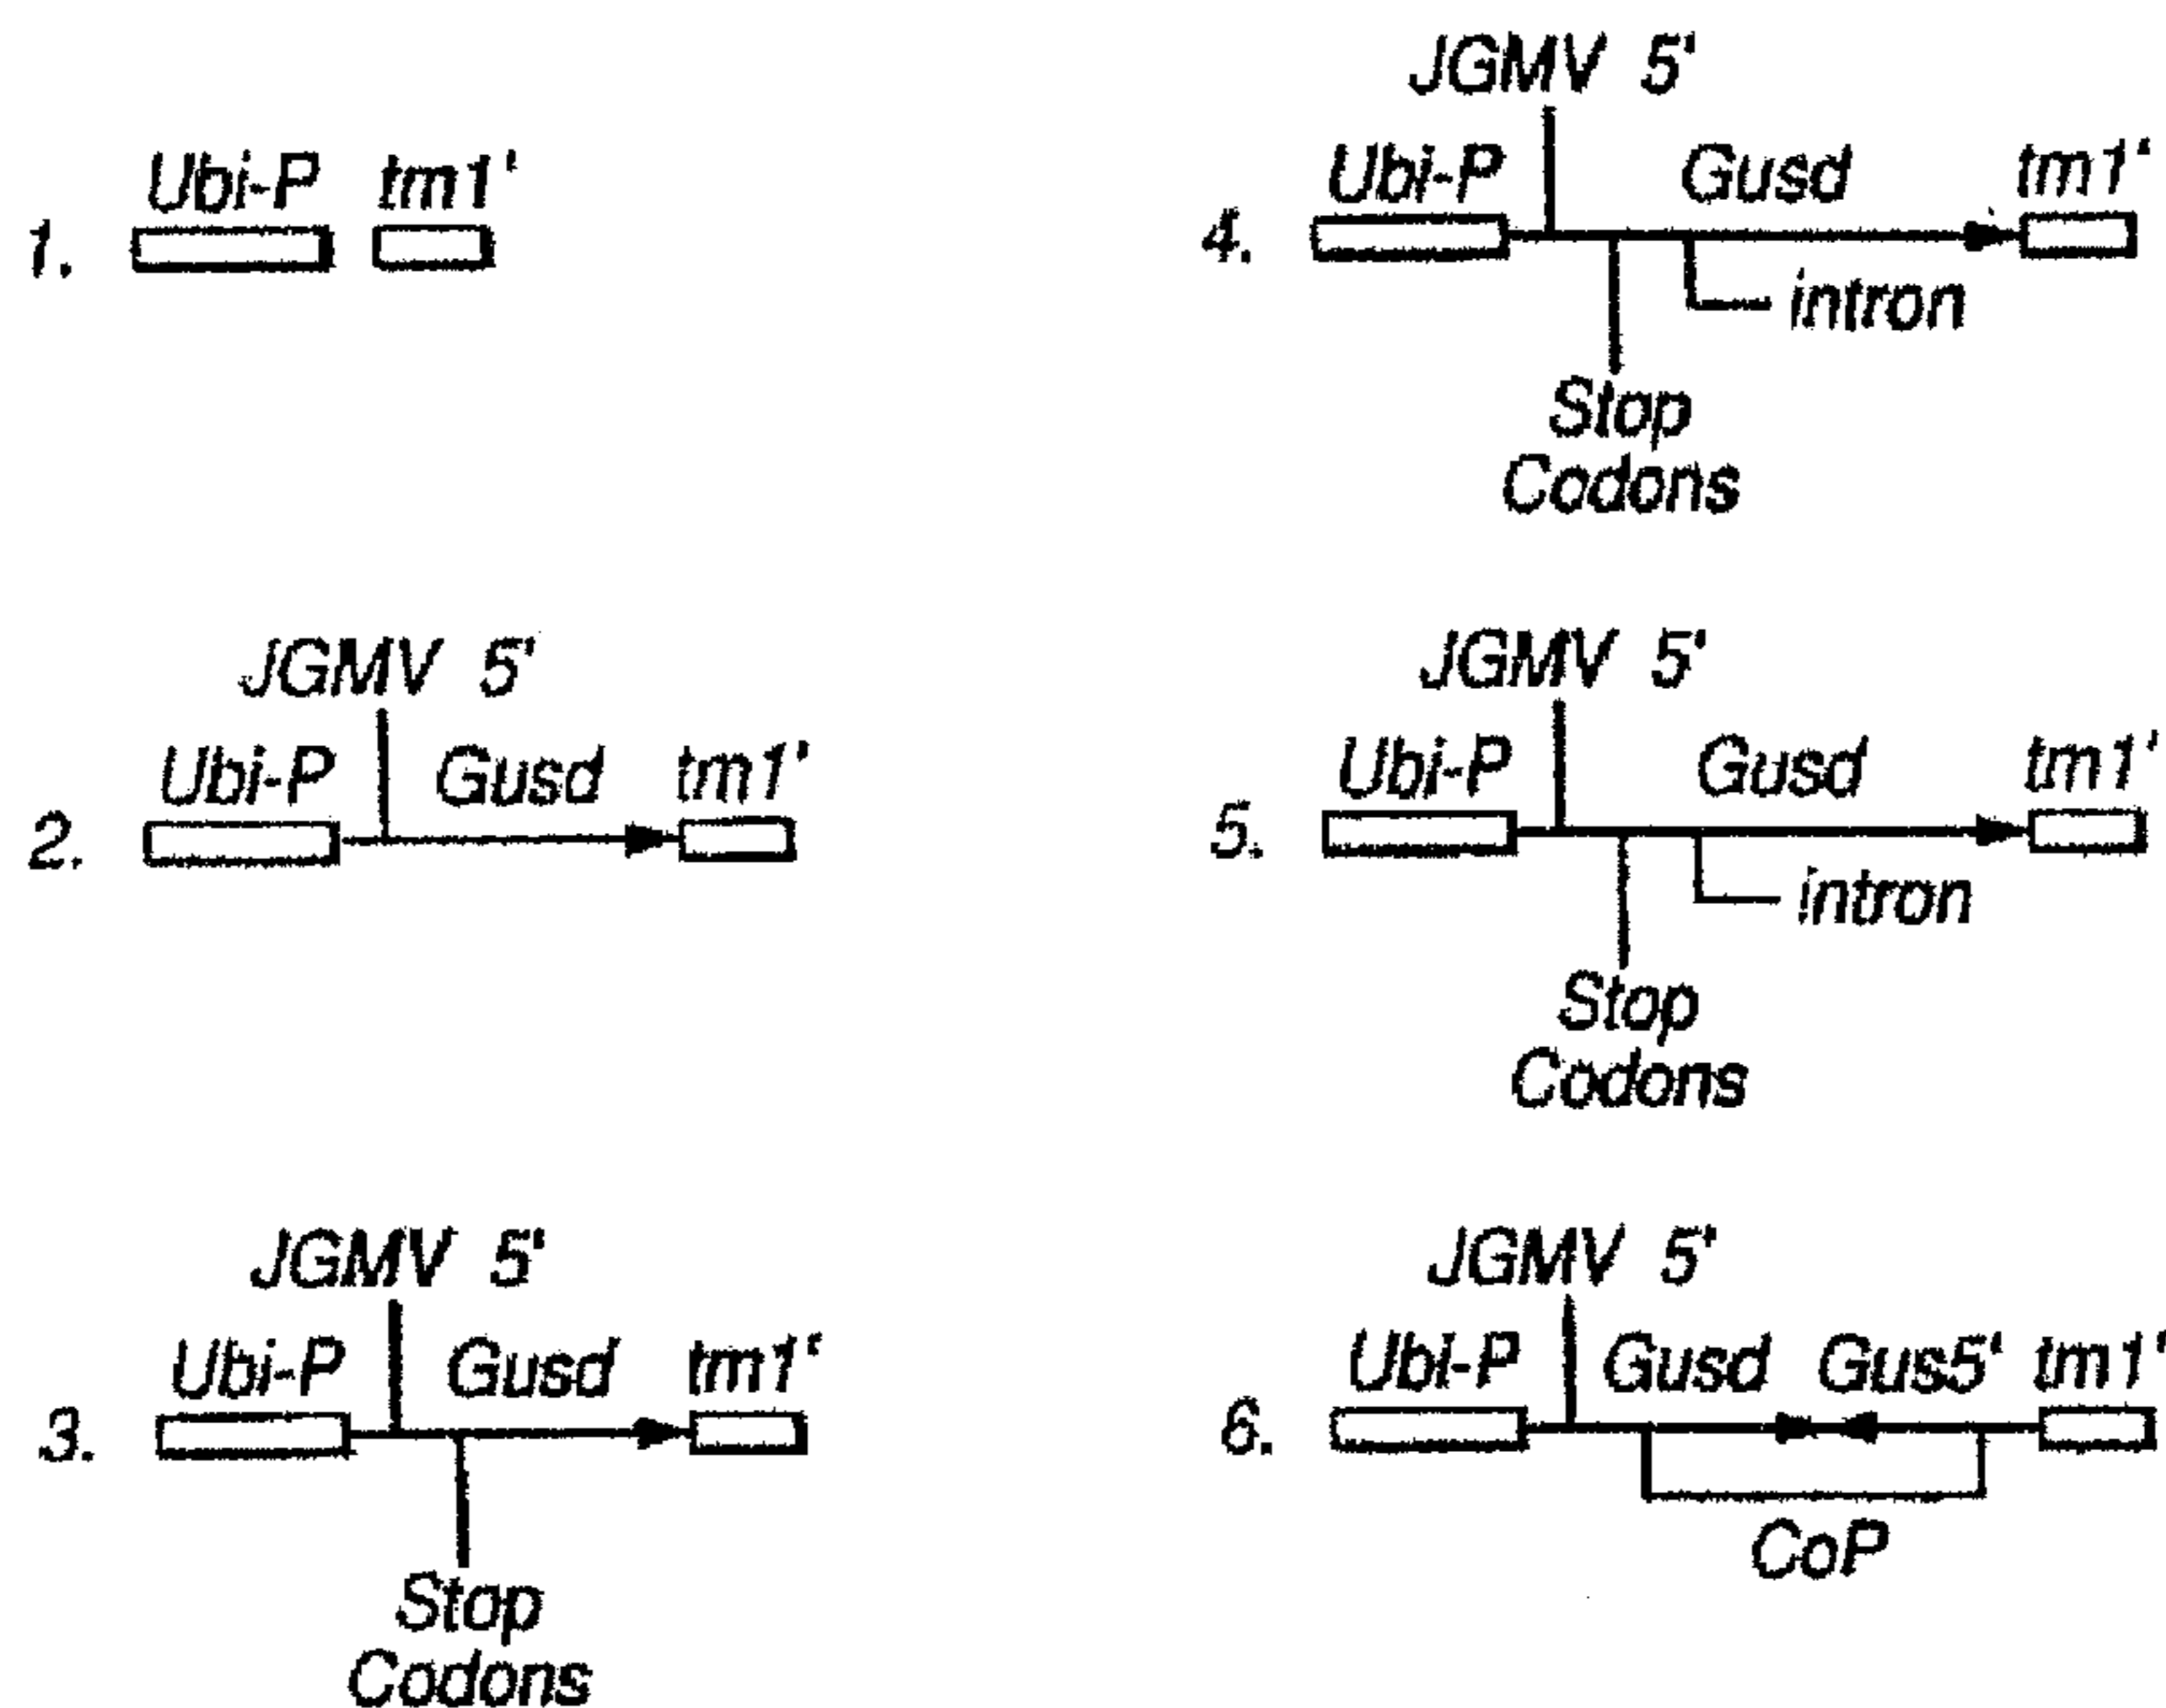 Ubi-P tm1'
1.
JGMV 5'
Ubi-P Gusd tm1'
2.
JGMV 5'
Ubi-P Gusd tm1'
3.
Stop
Codons
JGMV 5'
Ubi-P Gusd tm1'
4.
intron
Stop
Codons
JGMV 5'
Ubi-P Gusd tm1'
5.
intron
Stop
Codons
JGMV 5'
Ubi-P Gusd Gus5' tm1'
6.
CoP